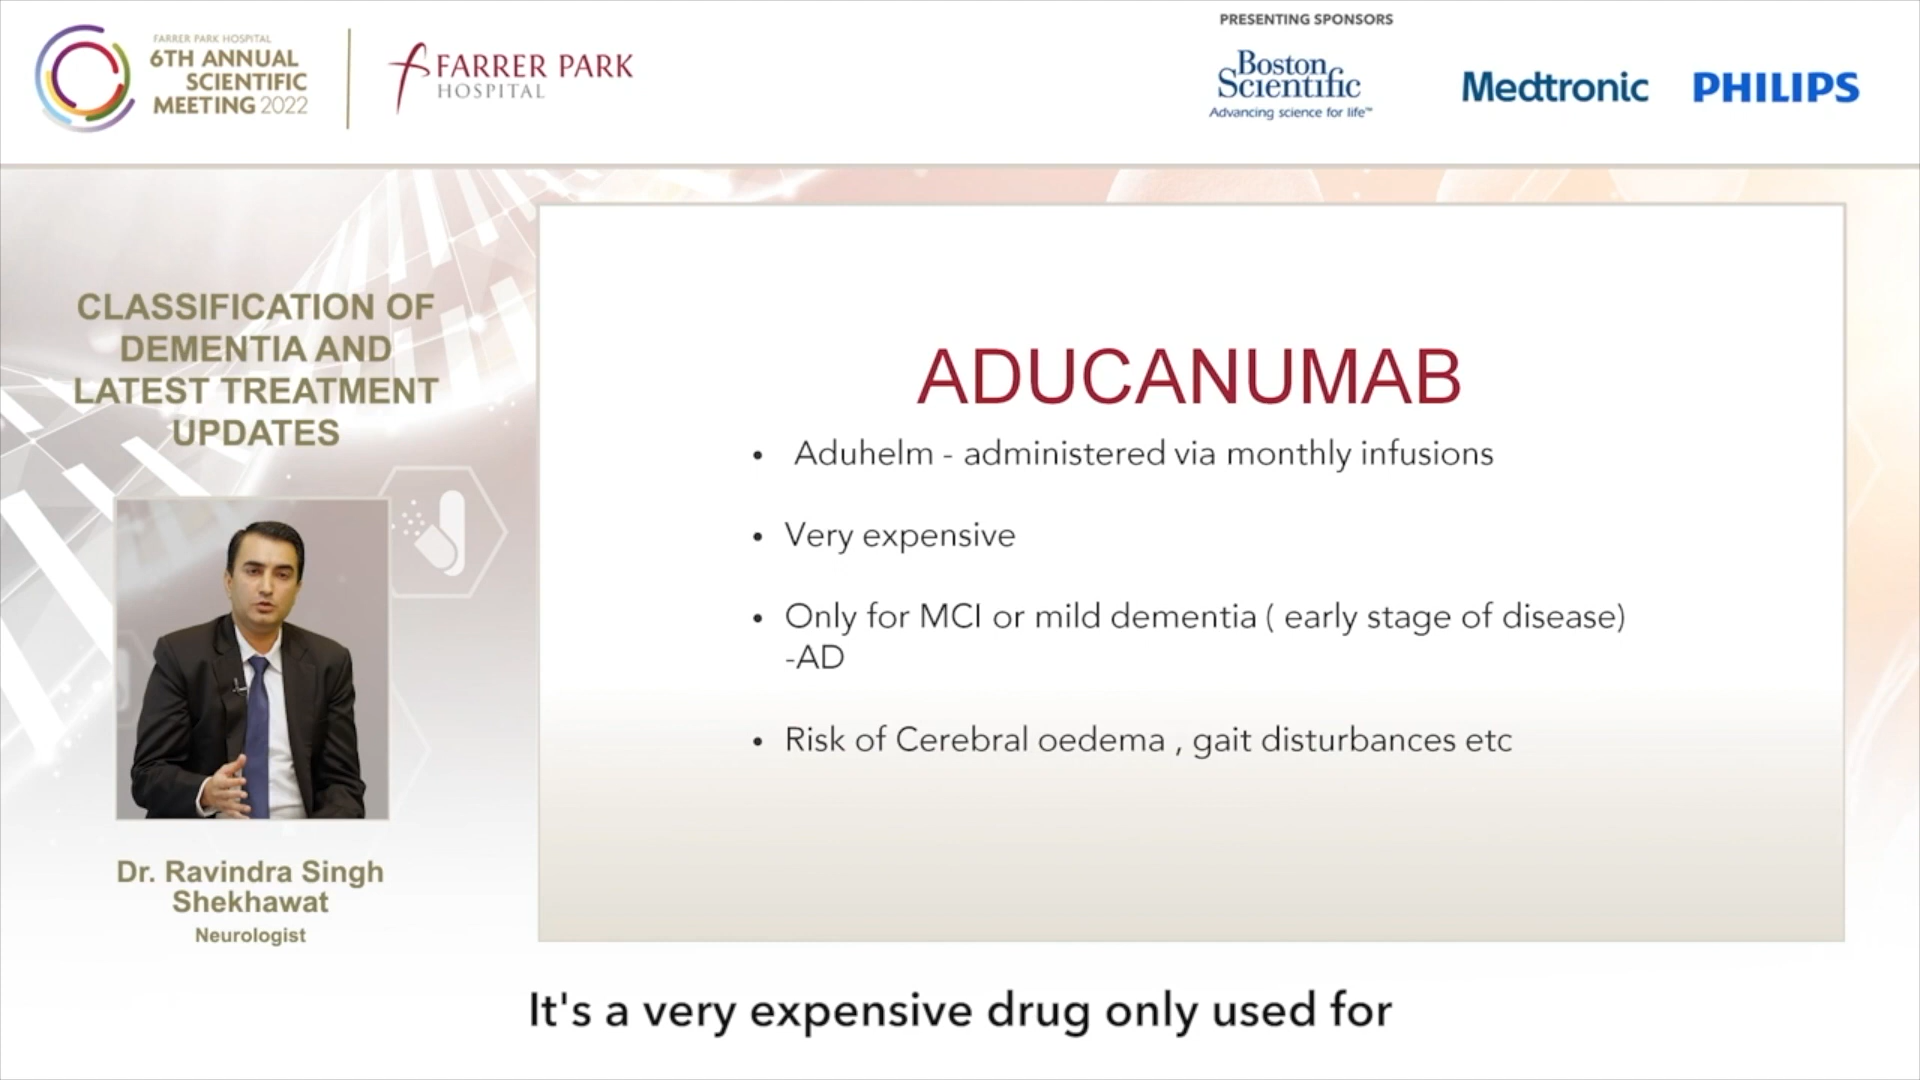 FARRER PARK HOSPITAL
6TH ANNUAL
SCIENTIFIC
MEETING 2022
FARRER PARK
HOSPITAL
PRESENTING SPONSORS
Boston
Scientific
Advancing science for life™
Medtronic
PHILIPS
CLASSIFICATION OF
DEMENTIA AND
LATEST TREATMENT
UPDATES
Dr. Ravindra Singh
Shekhawat
Neurologist
ADUCANUMAB
• Aduhelm - administered via monthly infusions
• Very expensive
• Only for MCI or mild dementia ( early stage of disease)
-AD
• Risk of Cerebral oedema , gait disturbances etc
It's a very expensive drug only used for